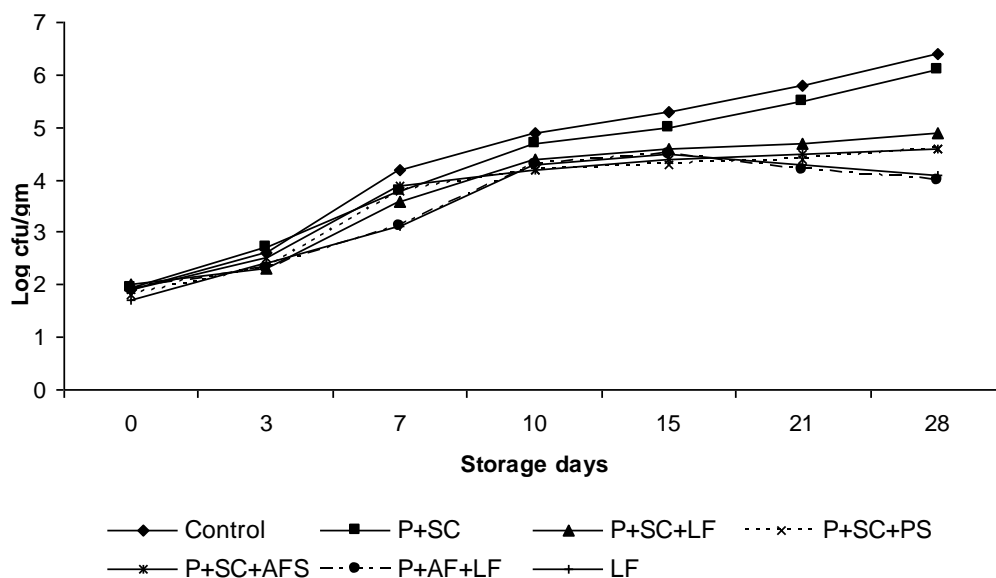 7
6
5
4
3
2
1
0
Log cfu/gm
0 3 7 10 15 21 28
Storage days
Control P+SC P+SC+LF P+SC+PS
P+SC+AFS P+AF+LF LF